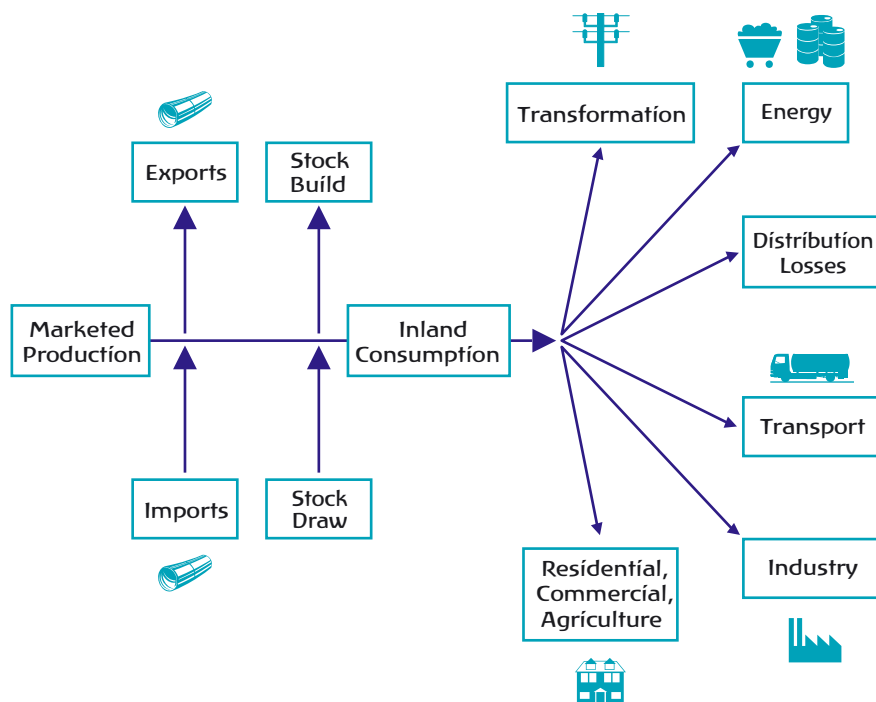 Transformation
Energy
Exports
Stock
Build
Distribution
Losses
Marketed
Production
Inland
Consumption
Transport
Imports
Stock
Draw
Residential,
Commercial,
Agriculture
Industry